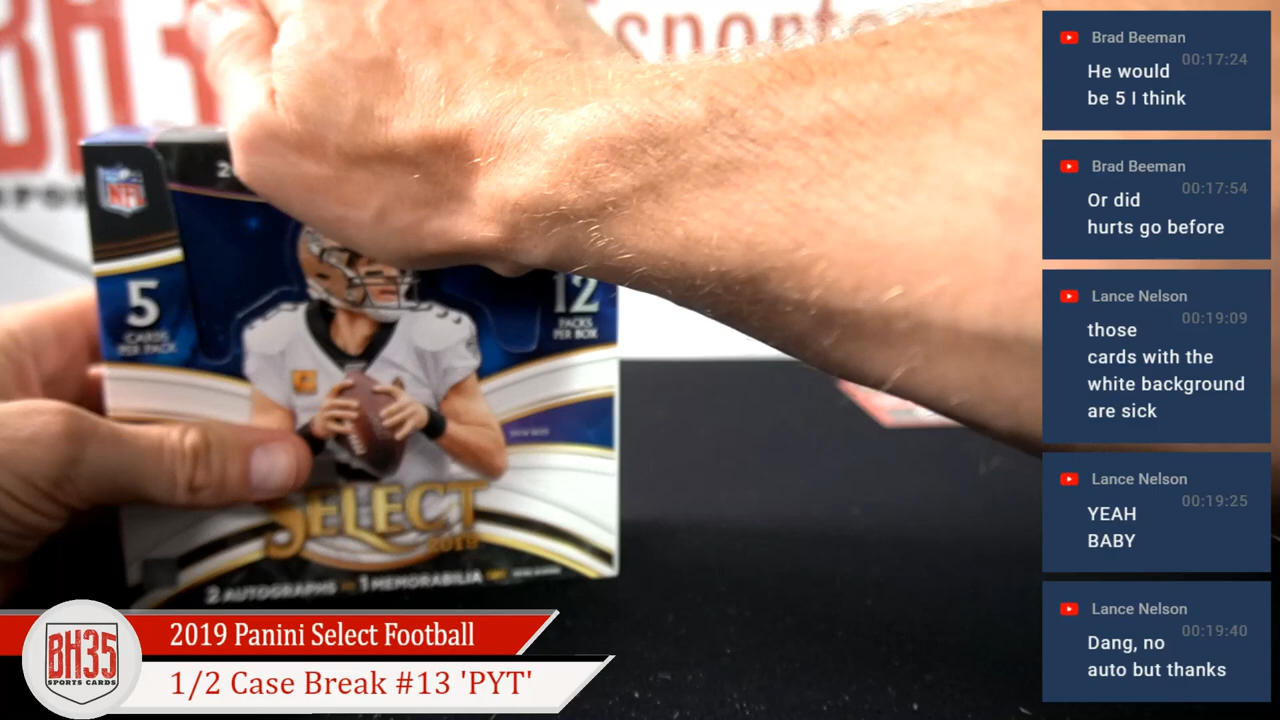 Esports
NFL
5
CARDS
PER PACK
12
PACKS
PER BOX
SELECT
2019
2 AUTOGRAPHS 1 MEMORABILIA
BH35
SPORTS CARDS
2019 Panini Select Football
1/2 Case Break #13 'PYT'
Brad Beeman
00:17:24
He would
be 5 I think
Brad Beeman
00:17:54
Or did
hurts go before
Lance Nelson
00:19:09
those
cards with the
white background
are sick
Lance Nelson
00:19:25
YEAH
BABY
Lance Nelson
00:19:40
Dang, no
auto but thanks